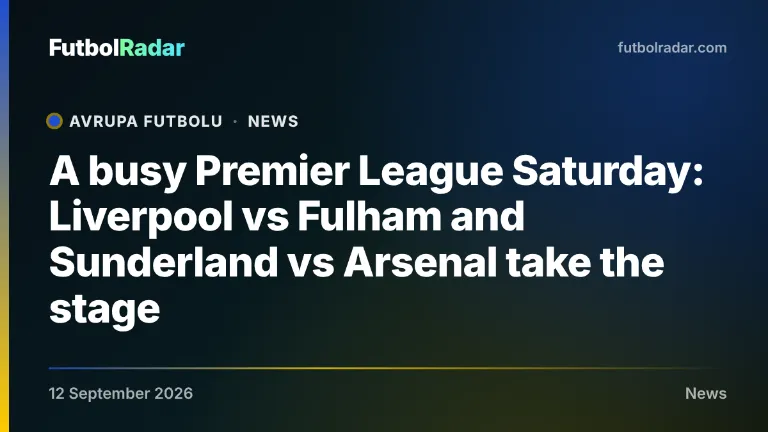 FutbolRadar
futbolradar.com
AVRUPA FUTBOLU · NEWS
A busy Premier League Saturday:
Liverpool vs Fulham and
Sunderland vs Arsenal take the
stage
12 September 2026
News